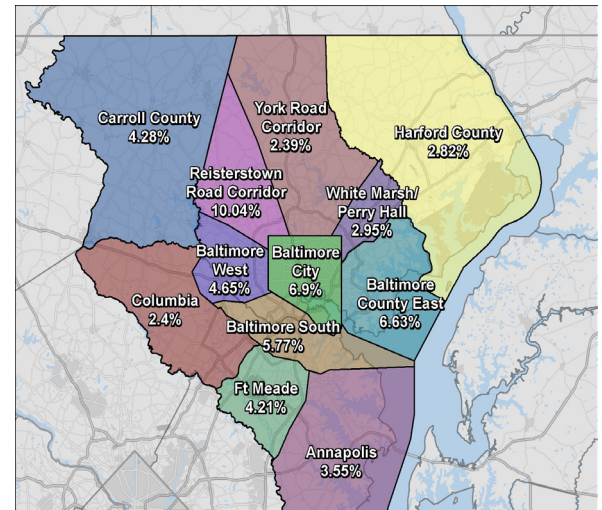 Carroll County
4.28%
York Road
Corridor
2.39%
Harford County
2.82%
Reisterstown
Road Corridor
10.04%
White Marsh/
Perry Hall
2.95%
Baltimore
West
4.65%
Baltimore
City
6.9%
Baltimore
County East
6.63%
Columbia
2.4%
Baltimore South
5.77%
Ft Meade
4.21%
Annapolis
3.55%